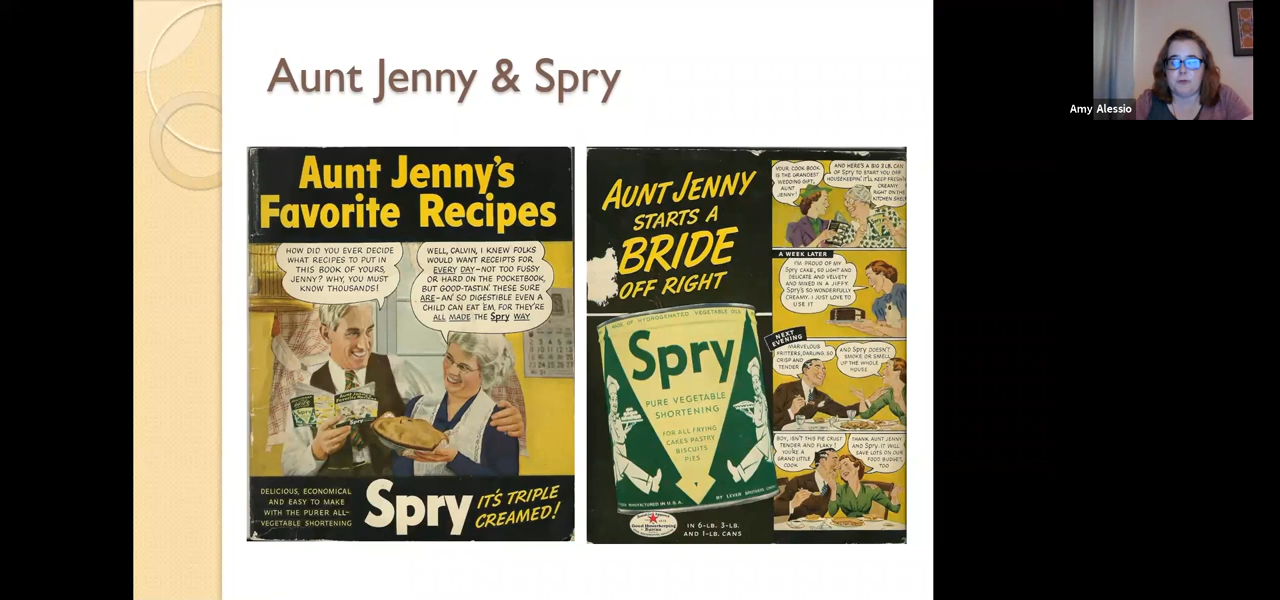 Aunt Jenny & Spry
Amy Alessio
Aunt Jenny's
Favorite Recipes
HOW DID YOU EVER DECIDE
WHAT RECIPES TO PUT IN
THIS BOOK OF YOURS,
JENNY? WHY, YOU MUST
KNOW THOUSANDS!
WELL, CALVIN, I KNEW FOLKS
WOULD WANT RECEIPTS FOR
EVERY DAY-NOT TOO FUSSY
OR HARD ON THE POCKETBOOK,
BUT GOOD-TASTIN' THESE SURE
ARE-AN' SO DIGESTIBLE EVEN A
CHILD CAN EAT 'EM, FOR THEY'RE
ALL MADE THE Spry WAY
DELICIOUS, ECONOMICAL
AND EASY TO MAKE
WITH THE PURER ALL-
VEGETABLE SHORTENING
Spry
IT'S TRIPLE
CREAMED!
AUNT JENNY
STARTS A
BRIDE
OFF RIGHT
MADE OF HYDROGENATED VEGETABLE OILS
Spry
PURE VEGETABLE
SHORTENING
FOR ALL FRYING
CAKES PASTRY
BISCUITS
PIES
MANUFACTURED IN U.S.A.
BY LEVER BROTHERS
Good Housekeeping
Bureau
IN 6-LB. 3-LB.
AND 1-LB. CANS
YOUR COOK BOOK
IS THE GRANDEST
WEDDING GIFT,
AUNT
JENNY!
AND HERE'S A BIG 3 LB. CAN
OF Spry TO START YOU OFF
HOUSEKEEPIN'. IT'LL KEEP FRESH
CREAMY
RIGHT ON THE
KITCHEN SHELF
A WEEK LATER
I'M PROUD OF MY
Spry CAKE, SO LIGHT AND
DELICATE AND VELVETY
AND MIXED IN A JIFFY.
Spry'S SO WONDERFULLY
CREAMY. I JUST LOVE TO
USE IT
NEXT
EVENING
MARVELOUS
FRITTERS, DARLING. SO
CRISP AND
TENDER
AND Spry DOESN'T
SMOKE OR SMELL
UP THE WHOLE
HOUSE
BOY, ISN'T THIS PIE CRUST
TENDER AND FLAKY!
YOU'RE A
GRAND LITTLE
COOK
THANK AUNT JENNY
AND Spry. IT WILL
SAVE LOTS ON OUR
FOOD BUDGET,
TOO